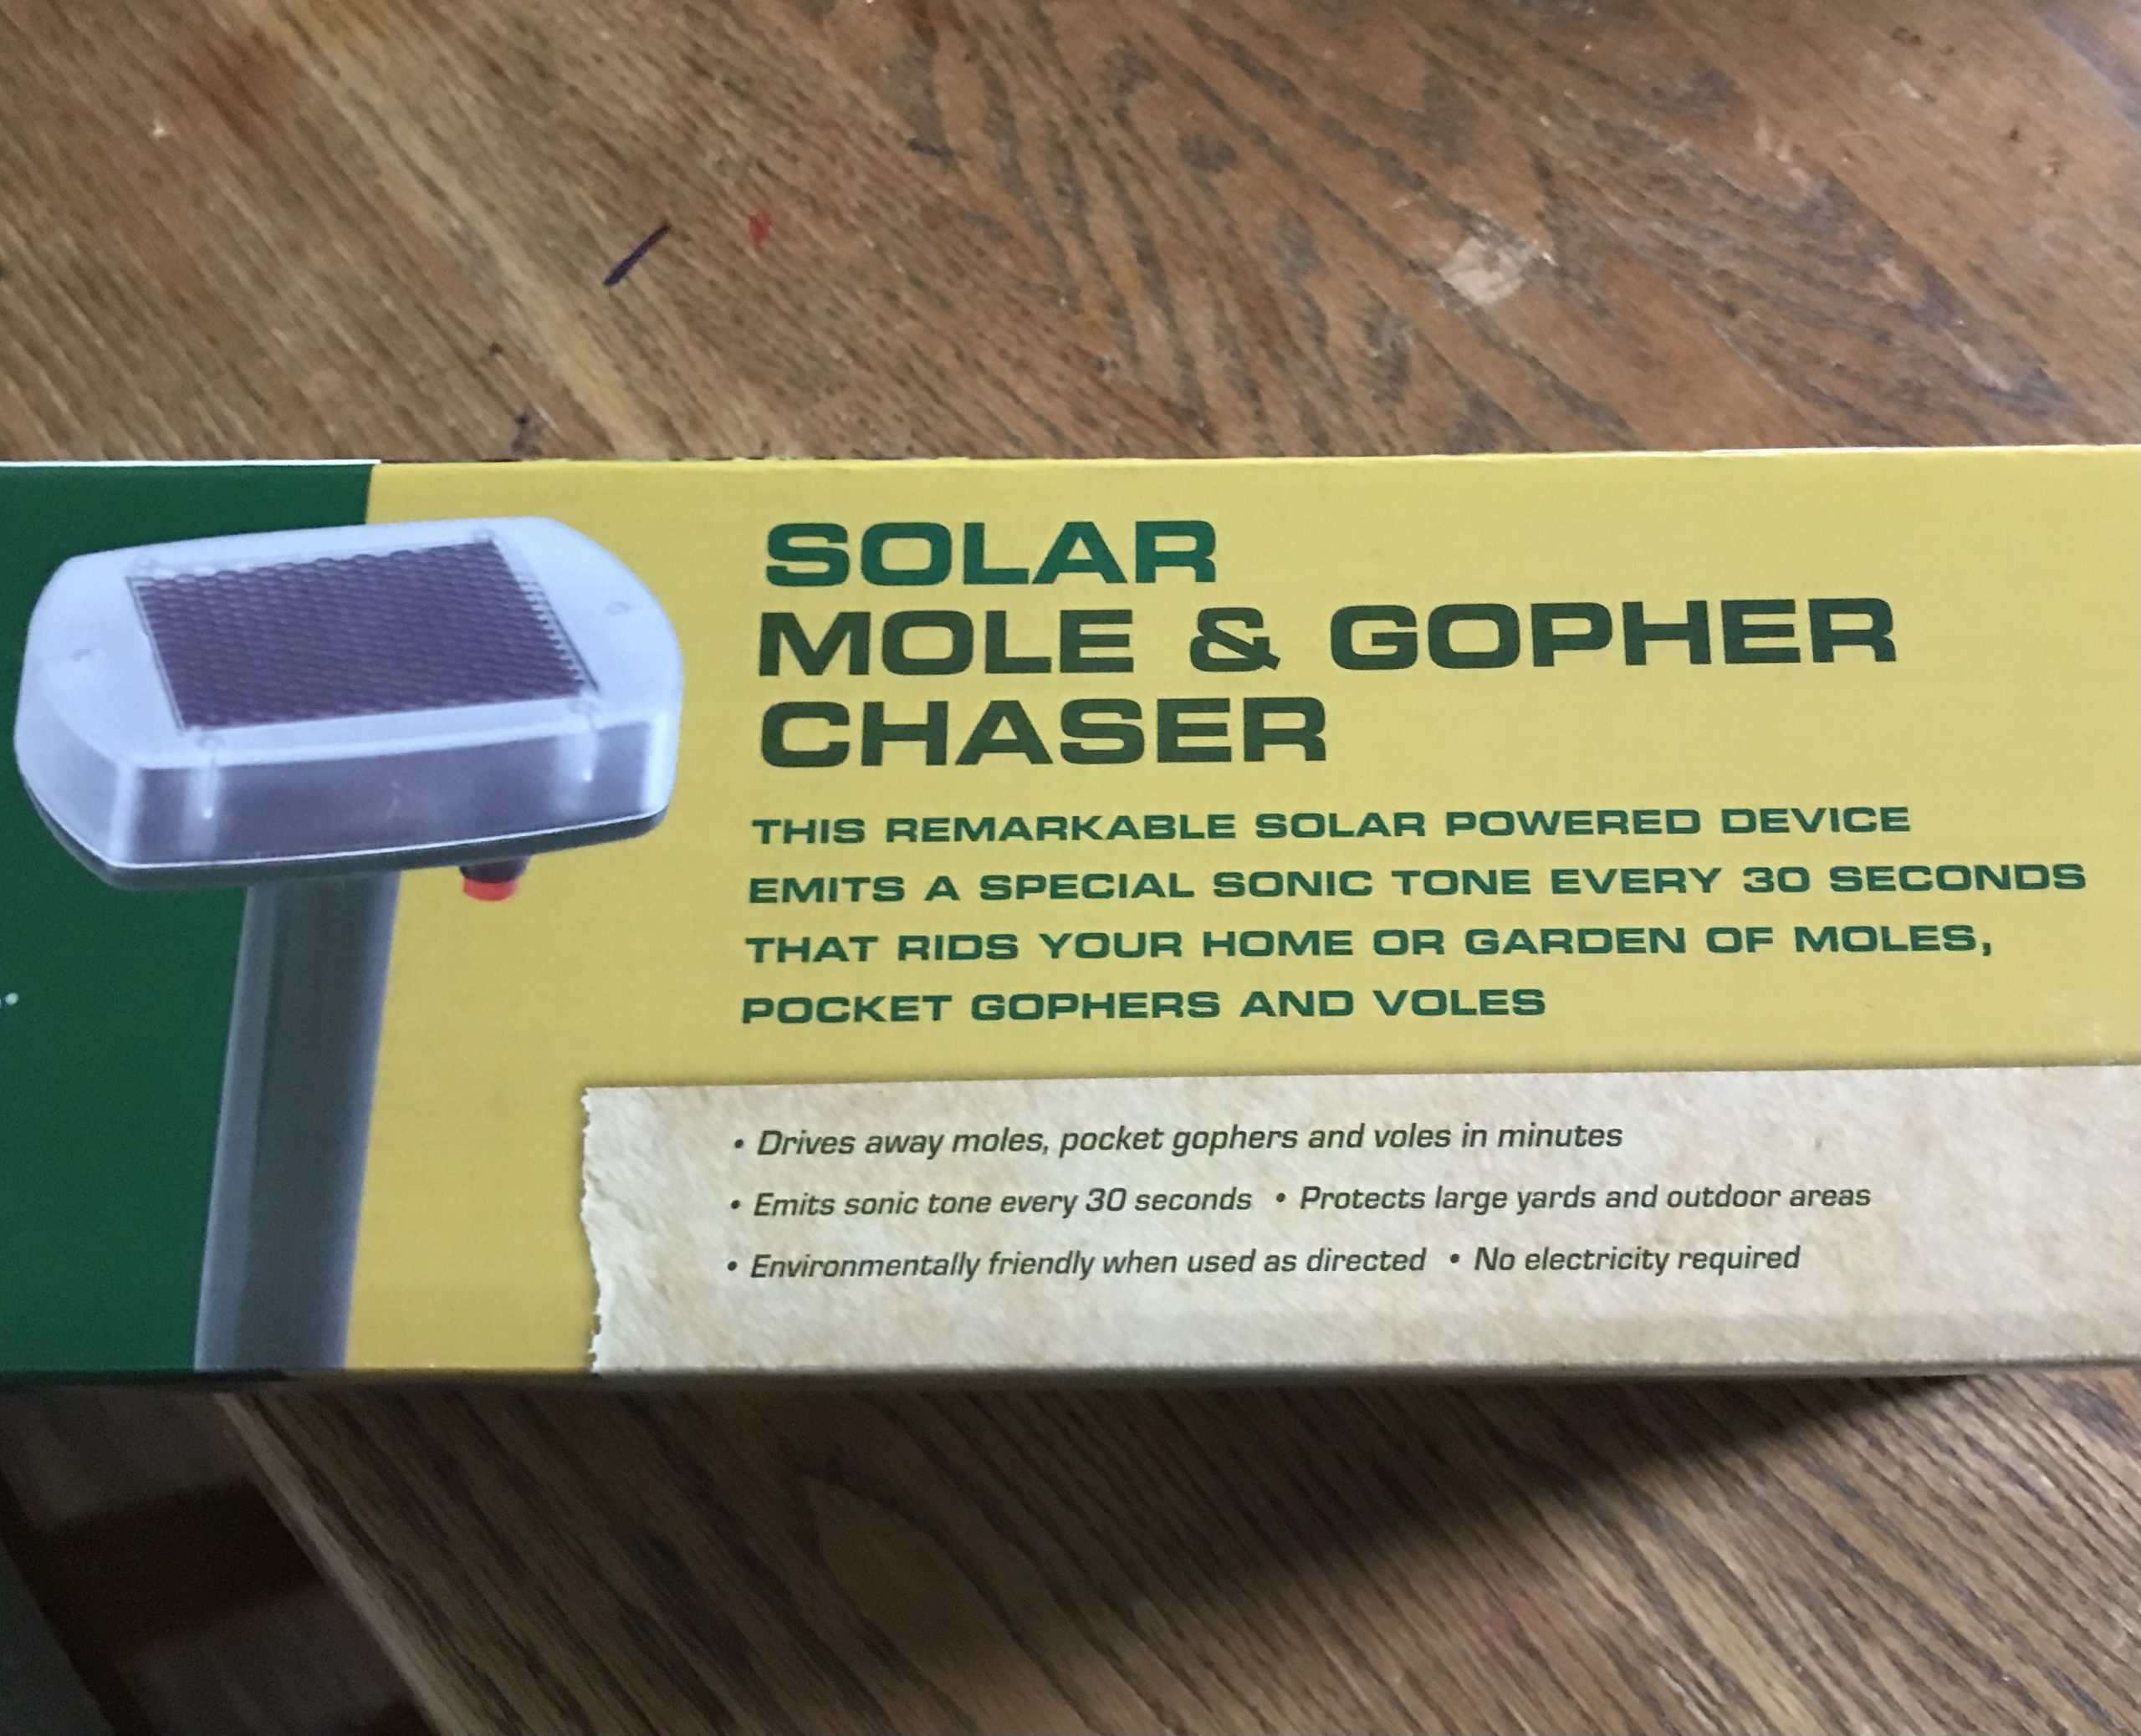 SOLAR
MOLE & GOPHER
CHASER
THIS REMARKABLE SOLAR POWERED DEVICE
EMITS A SPECIAL SONIC TONE EVERY 30 SECONDS
THAT RIDS YOUR HOME OR GARDEN OF MOLES,
POCKET GOPHERS AND VOLES
• Drives away moles, pocket gophers and voles in minutes
• Emits sonic tone every 30 seconds • Protects large yards and outdoor areas
• Environmentally friendly when used as directed • No electricity required